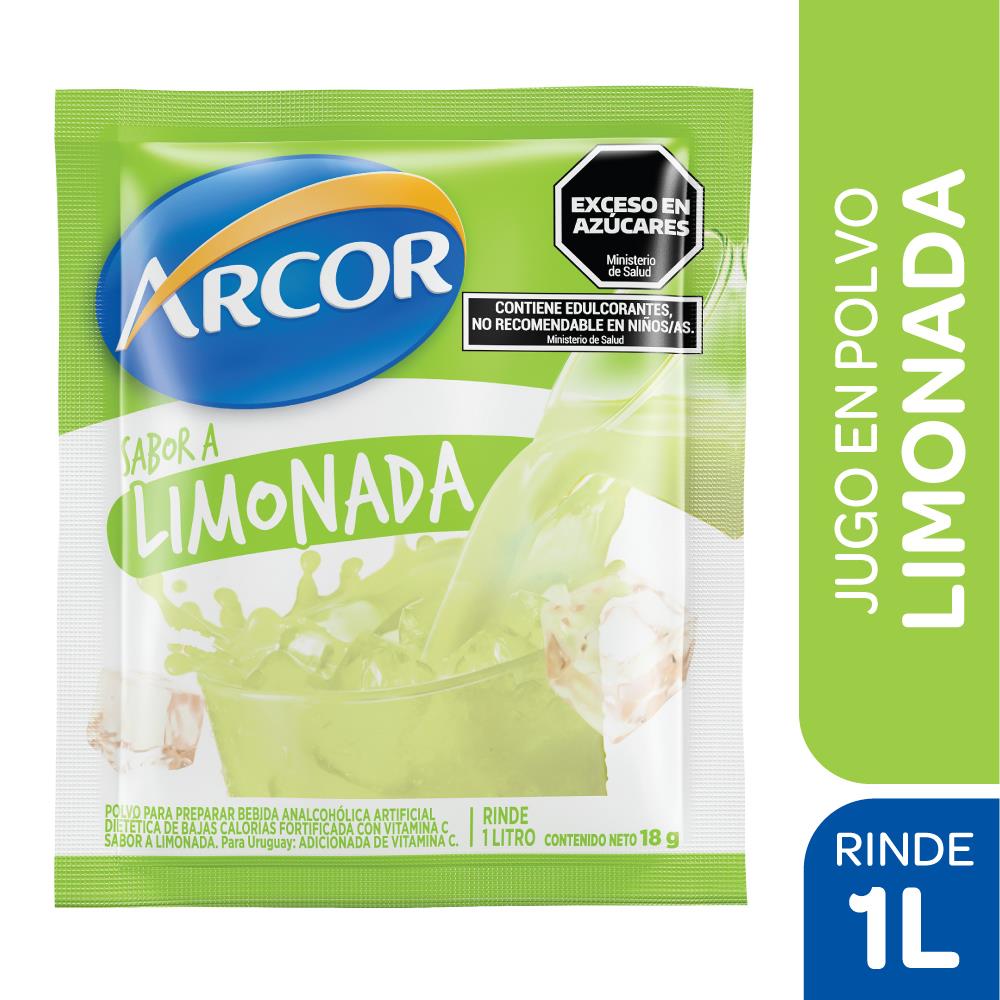 ARCOR
EXCESO EN
AZÚCARES
Ministerio
de Salud
CONTIENE EDULCORANTES,
NO RECOMENDABLE EN NIÑOS/AS.
Ministerio de Salud
SABOR A
LIMONADA
POLVO PARA PREPARAR BEBIDA ANALCOHÓLICA ARTIFICIAL
DIETETICA DE BAJAS CALORÍAS FORTIFICADA CON VITAMINA C
SABOR A LIMONADA. Para Uruguay: ADICIONADA DE VITAMINA C.
RINDE
1 LITRO
CONTENIDO NETO 18 g
JUGO EN POLVO
LIMONADA
RINDE
1L